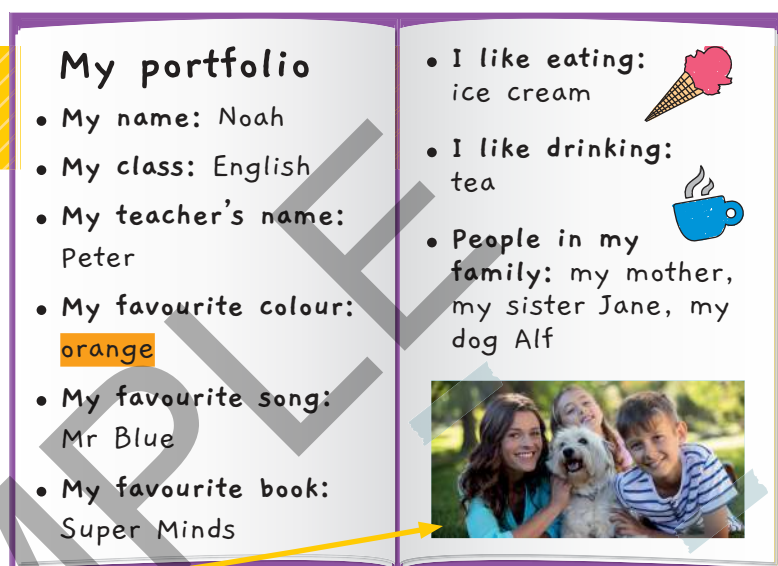 My portfolio
My name: Noah
My class: English
My teacher's name:
Peter
My favourite colour:
orange
My favourite song:
Mr Blue
My favourite book:
Super Minds
I like eating:
ice cream
I like drinking:
tea
People in my
family: my mother,
my sister Jane, my
dog Alf